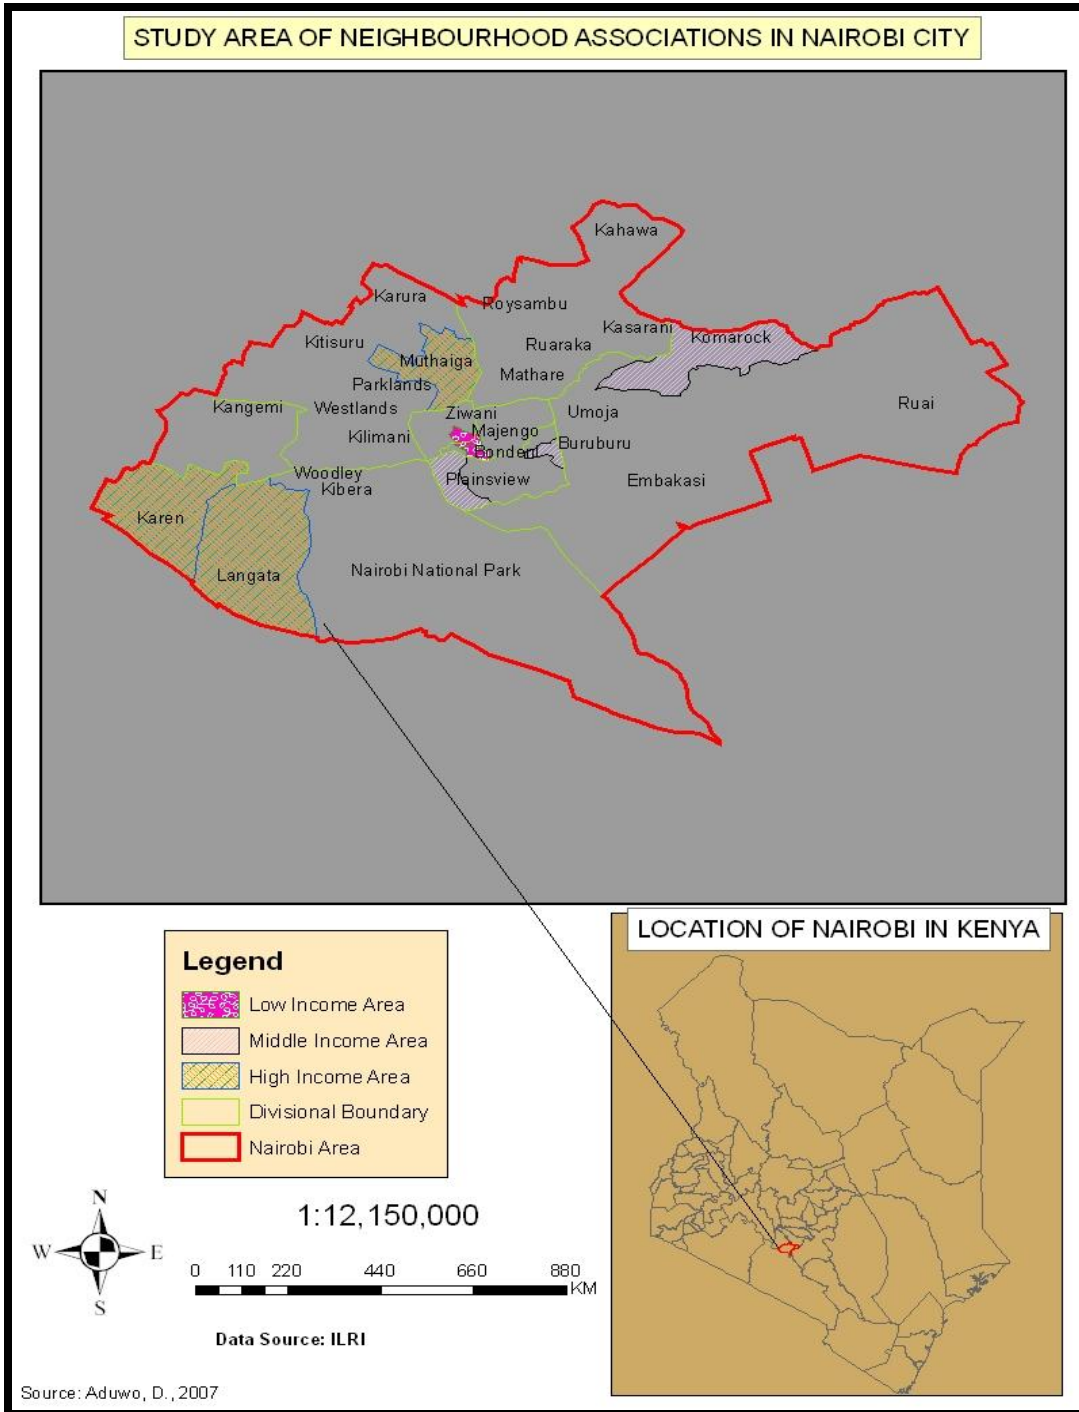 STUDY AREA OF NEIGHBOURHOOD ASSOCIATIONS IN NAIROBI CITY
Kahawa
Karura
Roysambu
Kasarani
Komarock
Kitisuru
Ruaraka
Muthaiga
Mathare
Parklands
Ruai
Kangemi
Westlands
Ziwani
Umoja
Kilimani
Majengo
Buruburu
Bondeni
Woodley
Plainsview
Embakasi
Kibera
Karen
Langata
Nairobi National Park
Legend
Low Income Area
Middle Income Area
High Income Area
Divisional Boundary
Nairobi Area
LOCATION OF NAIROBI IN KENYA
N
W E
S
1:12,150,000
0 110 220 440 660 880
KM
Data Source: ILRI
Source: Aduwo, D., 2007